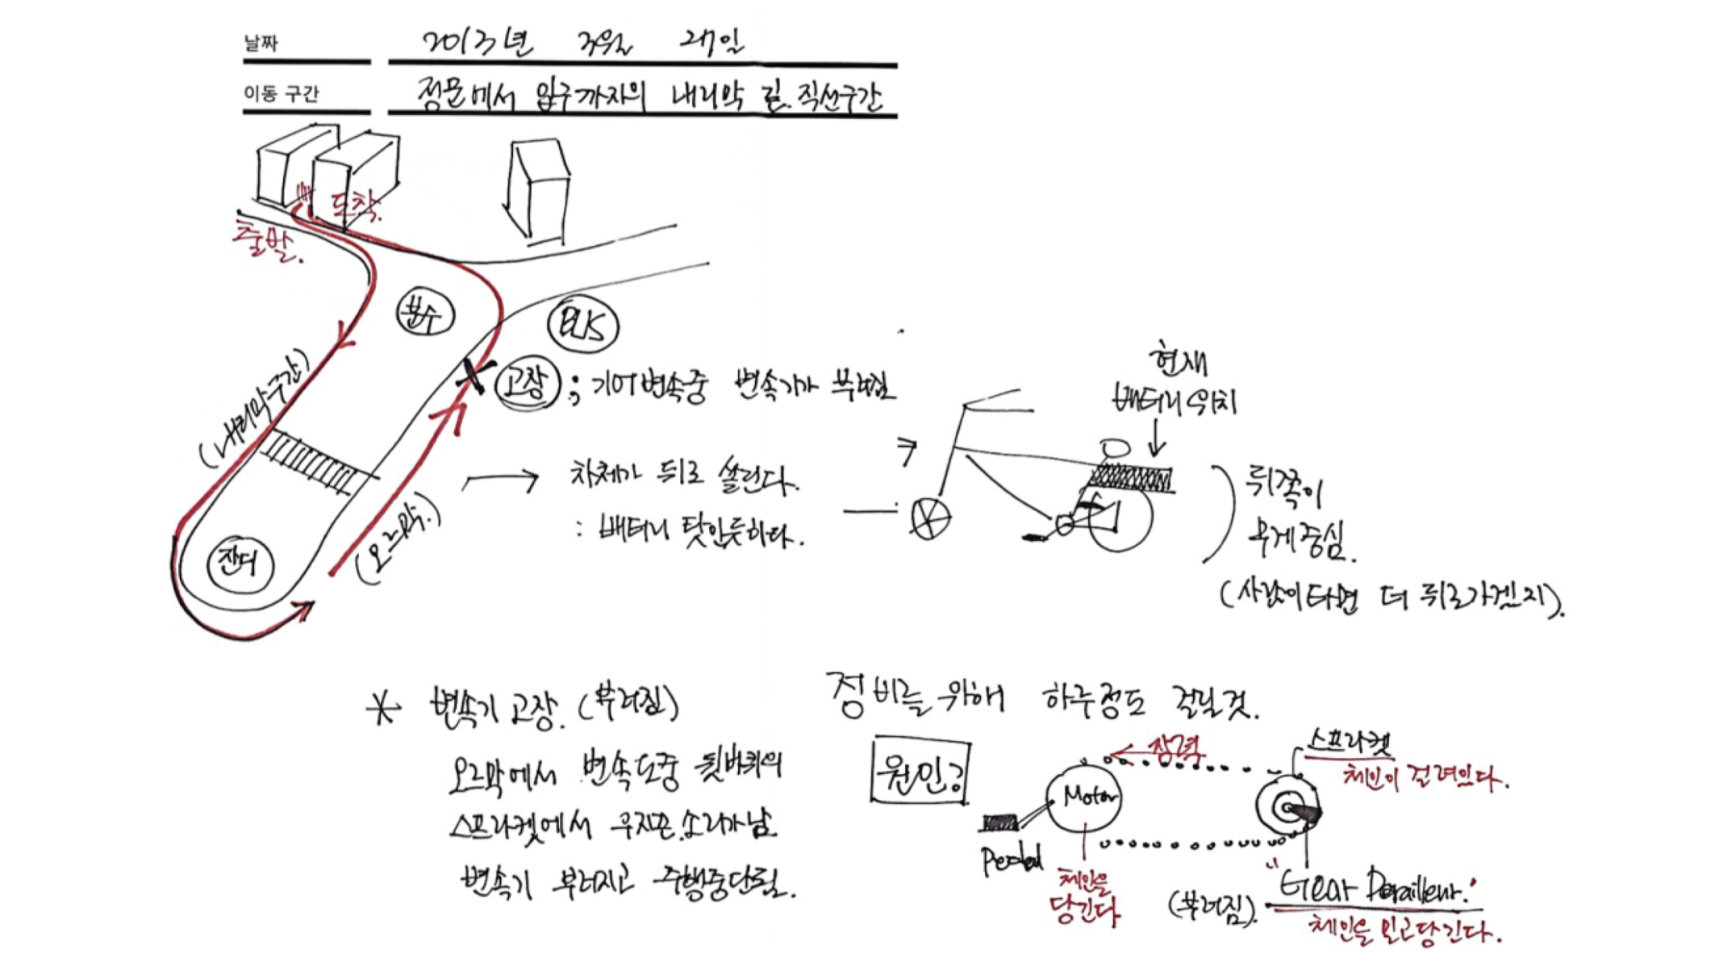 날짜 2013년 3월 27일
이동 구간 정문에서 입구까지의 내리막 길. 직선구간
도착.
출발.
분수
BUS
고장 ; 기어변속중 변속기가 부러짐
(내리막구간)
현재
배터리 위치
차체가 뒤로 쏠린다.
: 배터리 탓인듯하다.
(오르막.)
잔디
뒤쪽이
무게중심.
(사람이 타면 더 뒤로가겠지).
* 변속기 고장. (부러짐)
오르막에서 변속도중 뒷바퀴의
스프라켓에서 우지끈 소리가남.
변속기 부러지고 주행중단됨.
정비를 위해 하루정도 걸릴것.
원인?
장력
스프라켓
체인이 걸려있다.
Motor
Pedal
체인을
당긴다
(부러짐).
"Gear Derailleur."
체인을 밀고당긴다.